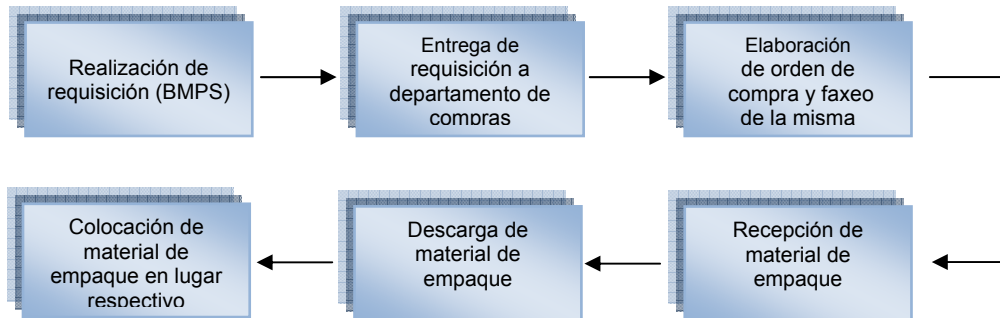 Realización de
requisición (BMPS)
Entrega de
requisición a
departamento de
compras
Elaboración
de orden de
compra y faxeo
de la misma
Recepción de
material de
empaque
Descarga de
material de
empaque
Colocación de
material de
empaque en lugar
respectivo